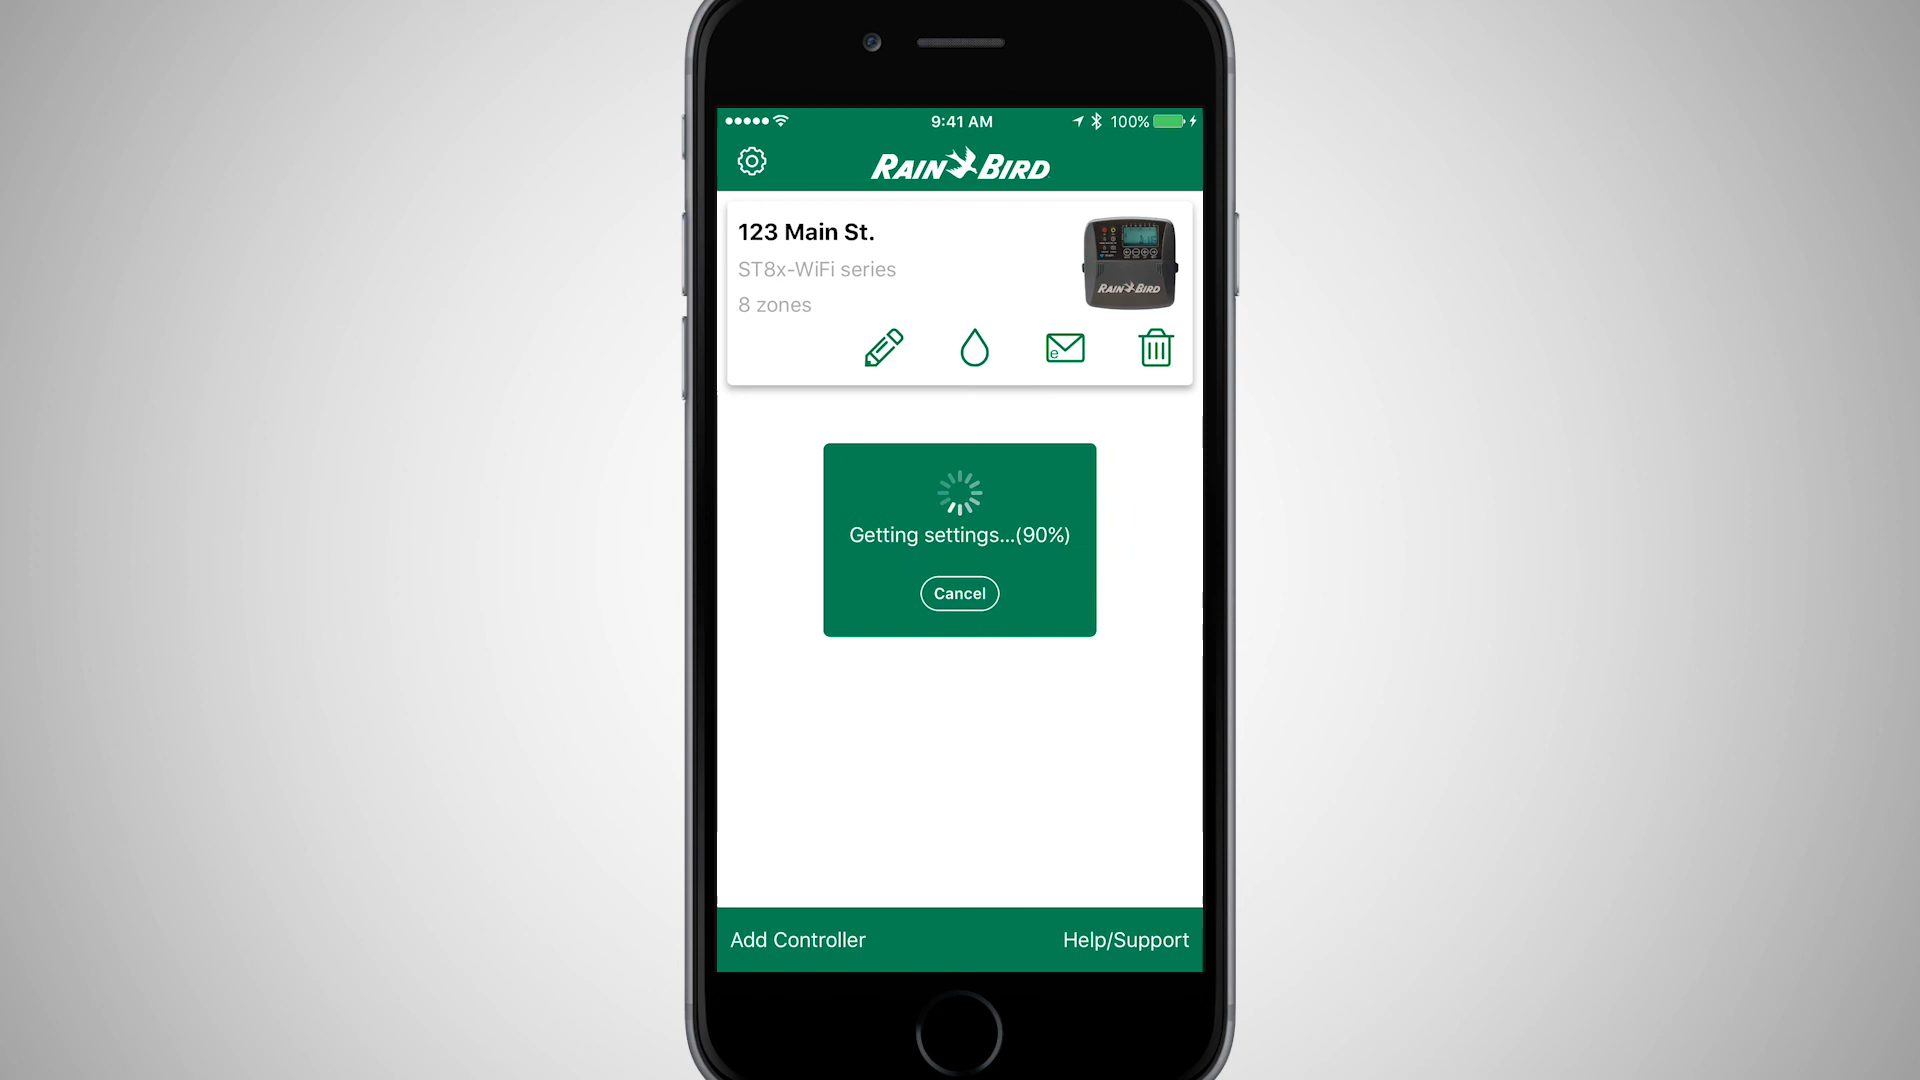 9:41 AM
100%
RAIN BIRD
123 Main St.
ST8x-WiFi series
8 zones
RAIN BIRD
e
Getting settings...(90%)
Cancel
Add Controller
Help/Support